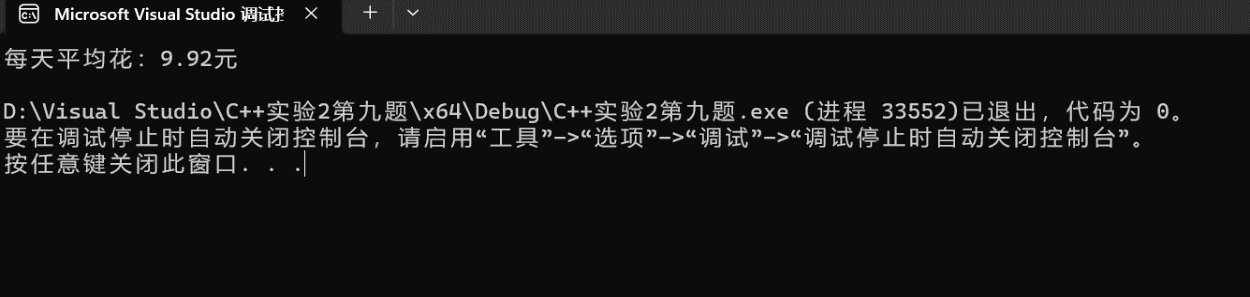 Microsoft Visual Studio 调试控
每天平均花：9.92元
D:\Visual Studio\C++实验2第九题\x64\Debug\C++实验2第九题.exe (进程 33552)已退出，代码为 0。
要在调试停止时自动关闭控制台，请启用“工具”->“选项”->“调试”->“调试停止时自动关闭控制台”。
按任意键关闭此窗口. . .